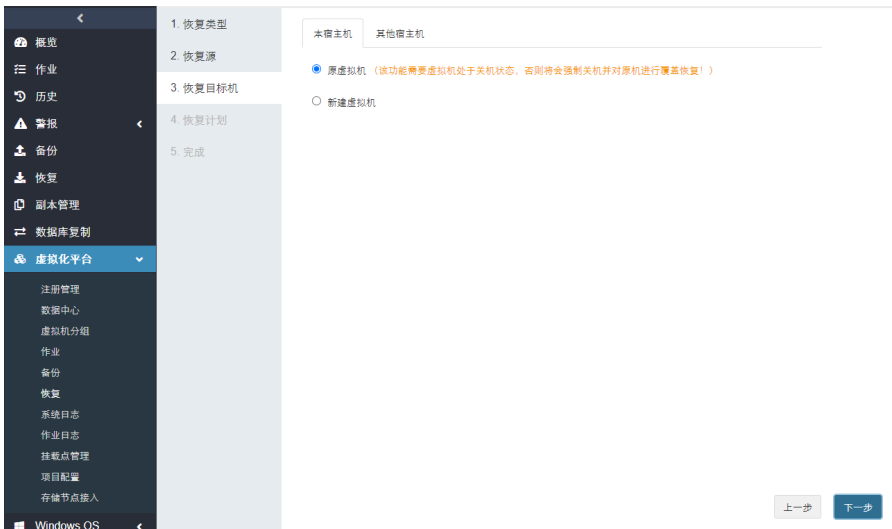 概览
作业
历史
警报
备份
恢复
副本管理
数据库复制
虚拟化平台
注册管理
数据中心
虚拟机分组
作业
备份
恢复
系统日志
作业日志
挂载点管理
项目配置
存储节点接入
Windows OS
1. 恢复类型
2. 恢复源
3. 恢复目标机
4. 恢复计划
5. 完成
本宿主机 其他宿主机
原虚拟机 （该功能需要虚拟机处于关机状态，否则将会强制关机并对原机进行覆盖恢复！）
新建虚拟机
上一步 下一步